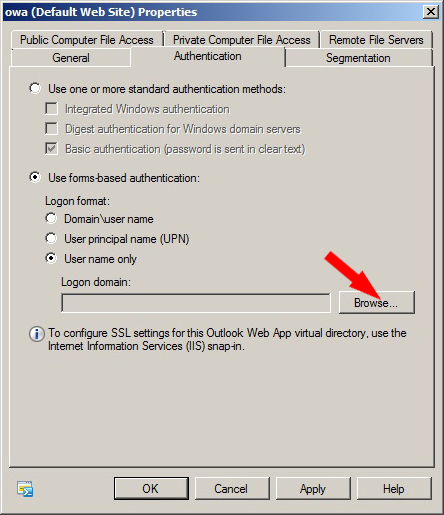 owa (Default Web Site) Properties
Public Computer File Access Private Computer File Access Remote File Servers
General Authentication Segmentation
Use one or more standard authentication methods:
Integrated Windows authentication
Digest authentication for Windows domain servers
Basic authentication (password is sent in clear text)
Use forms-based authentication:
Logon format:
Domain\user name
User principal name (UPN)
User name only
Logon domain:
Browse...
To configure SSL settings for this Outlook Web App virtual directory, use the
Internet Information Services (IIS) snap-in.
OK Cancel Apply Help